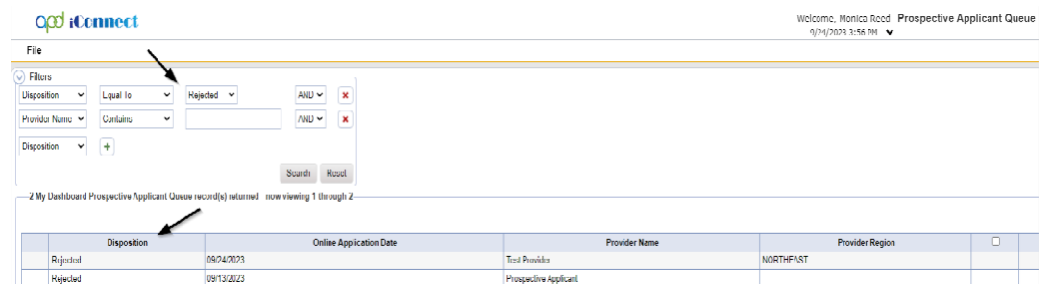 apd iConnect
Welcome, Monica Reed Prospective Applicant Queue
9/24/2023 3:56 PM
File
Filters
Disposition Equal To Rejected AND
Provider Name Contains AND
Disposition
Search Reset
2 My Dashboard Prospective Applicant Queue record(s) returned now viewing 1 through 2
Disposition Online Application Date Provider Name Provider Region
Rejected 09/24/2023 Test Provider NORTHEAST
Rejected 09/13/2023 Prospective Applicant